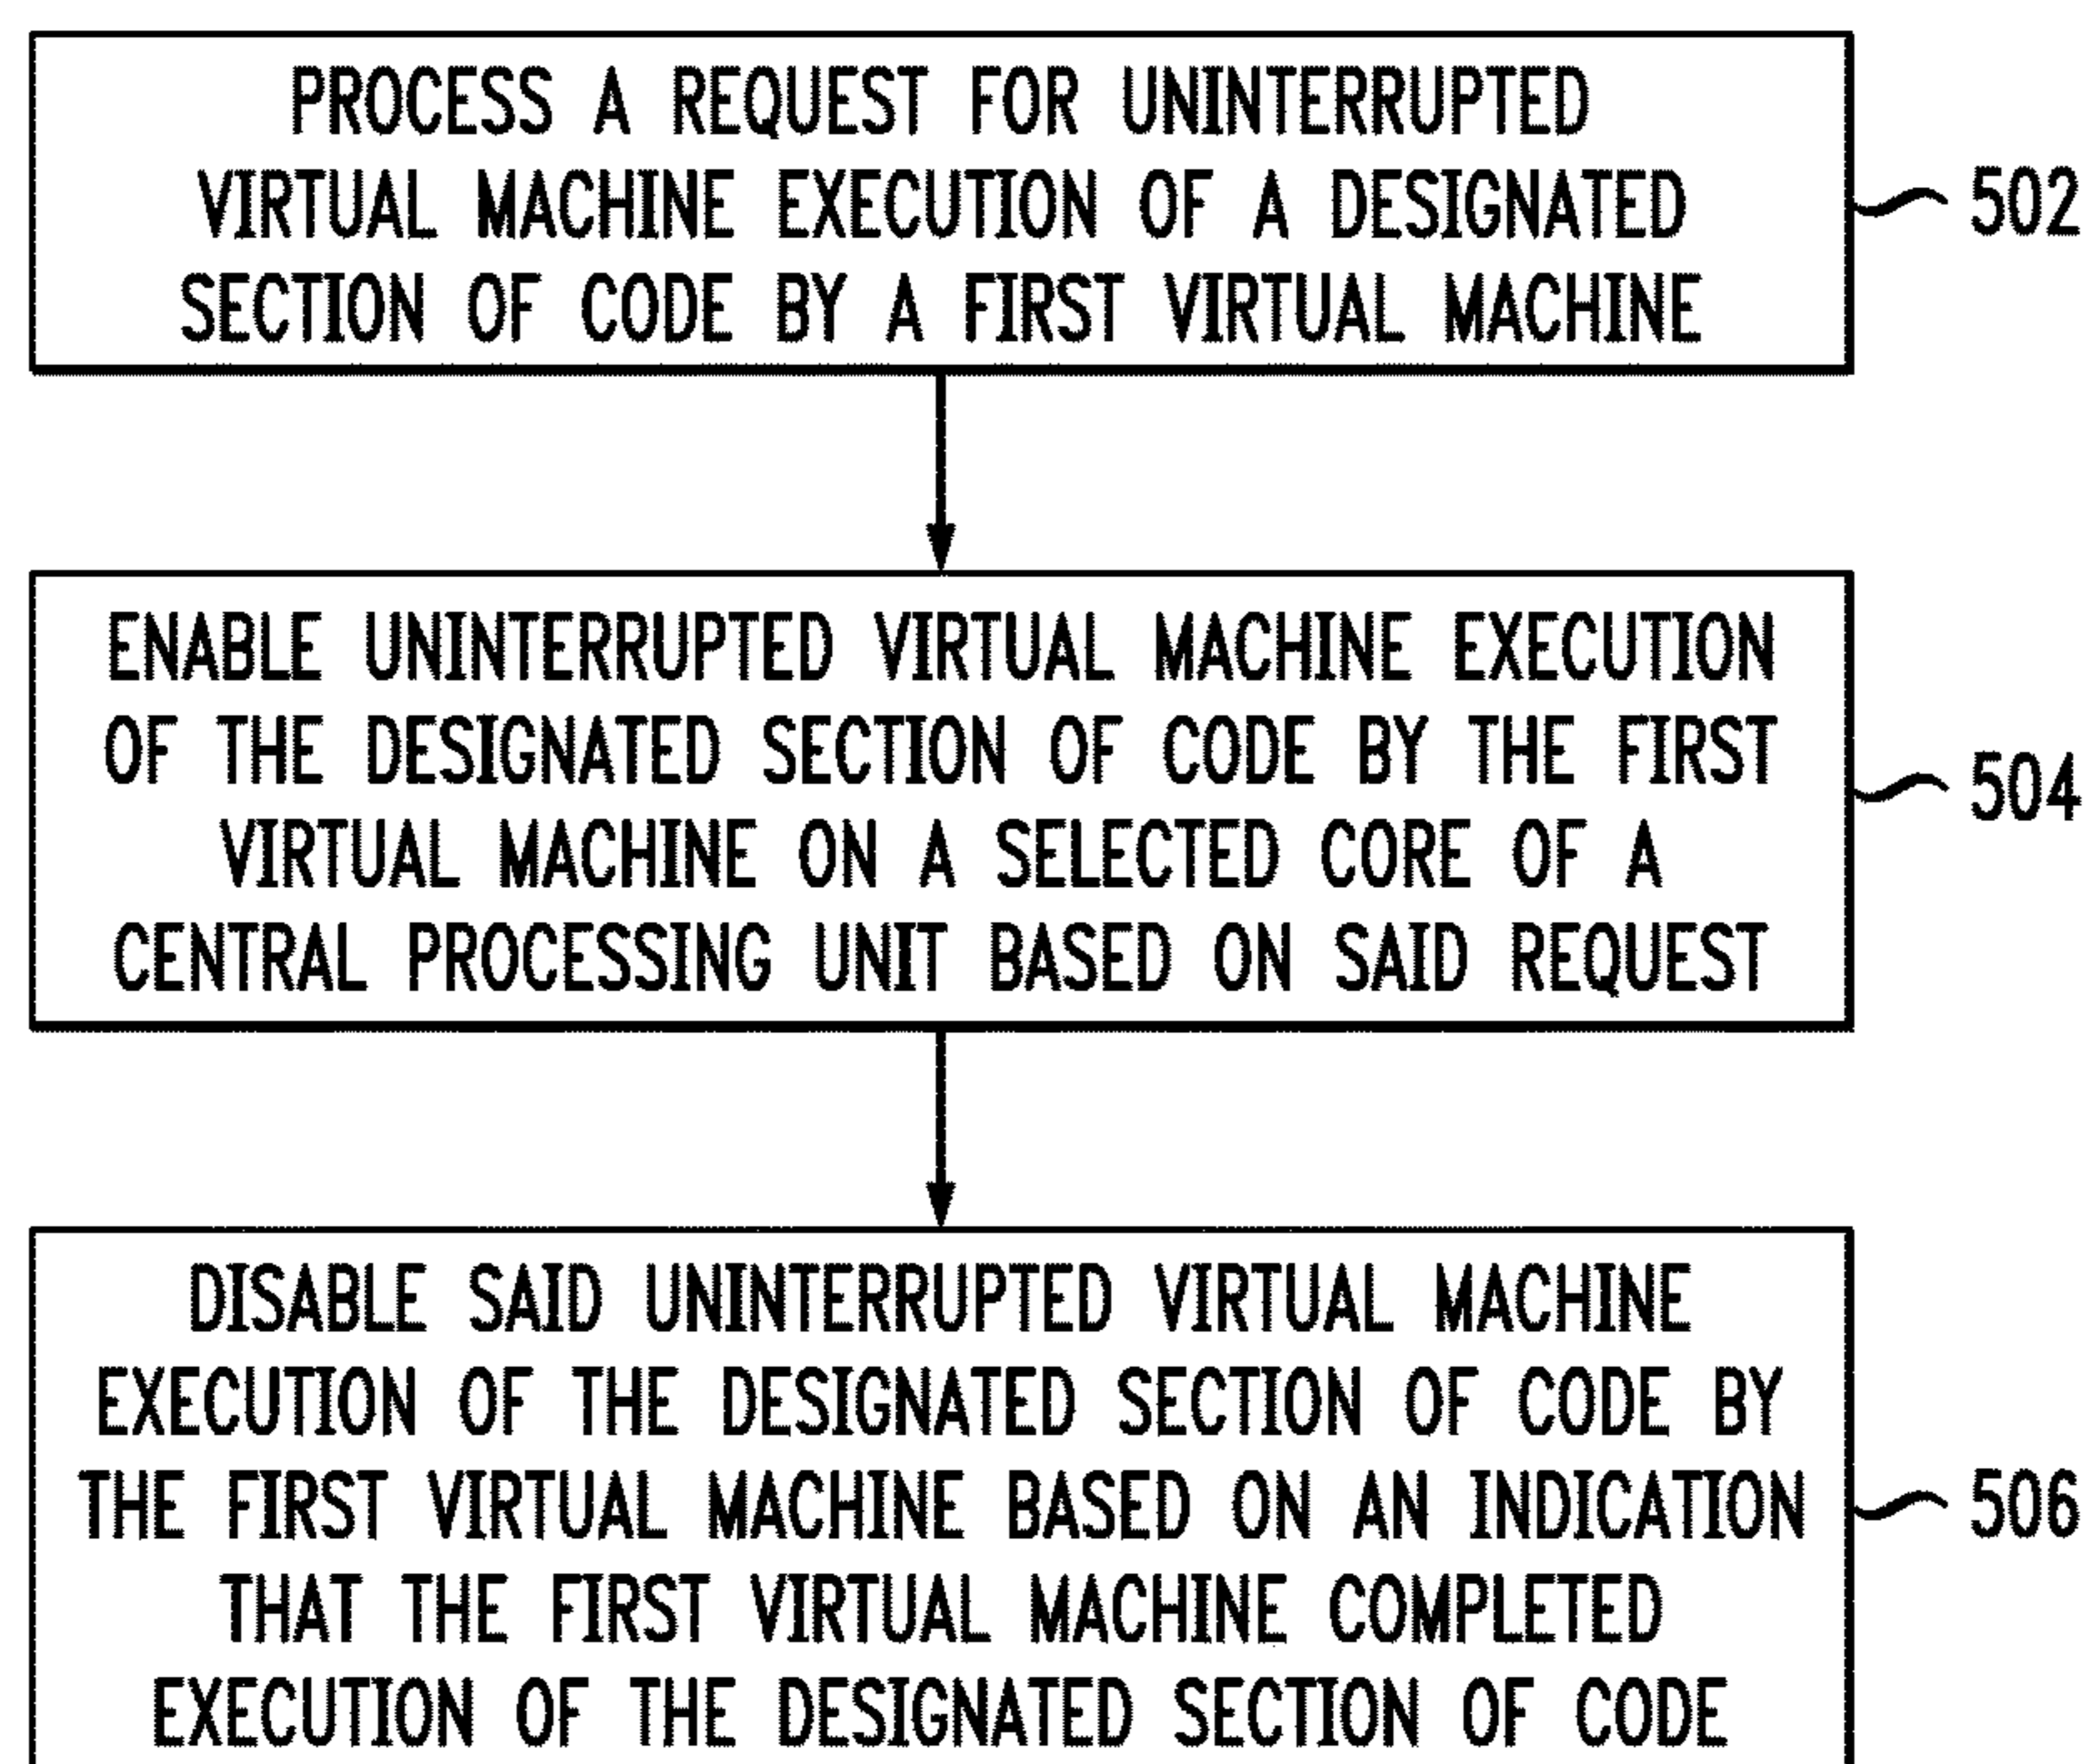 PROCESS A REQUEST FOR UNINTERRUPTED
VIRTUAL MACHINE EXECUTION OF A DESIGNATED
SECTION OF CODE BY A FIRST VIRTUAL MACHINE
502
ENABLE UNINTERRUPTED VIRTUAL MACHINE EXECUTION
OF THE DESIGNATED SECTION OF CODE BY THE FIRST
VIRTUAL MACHINE ON A SELECTED CORE OF A
CENTRAL PROCESSING UNIT BASED ON SAID REQUEST
504
DISABLE SAID UNINTERRUPTED VIRTUAL MACHINE
EXECUTION OF THE DESIGNATED SECTION OF CODE BY
THE FIRST VIRTUAL MACHINE BASED ON AN INDICATION
THAT THE FIRST VIRTUAL MACHINE COMPLETED
EXECUTION OF THE DESIGNATED SECTION OF CODE
506